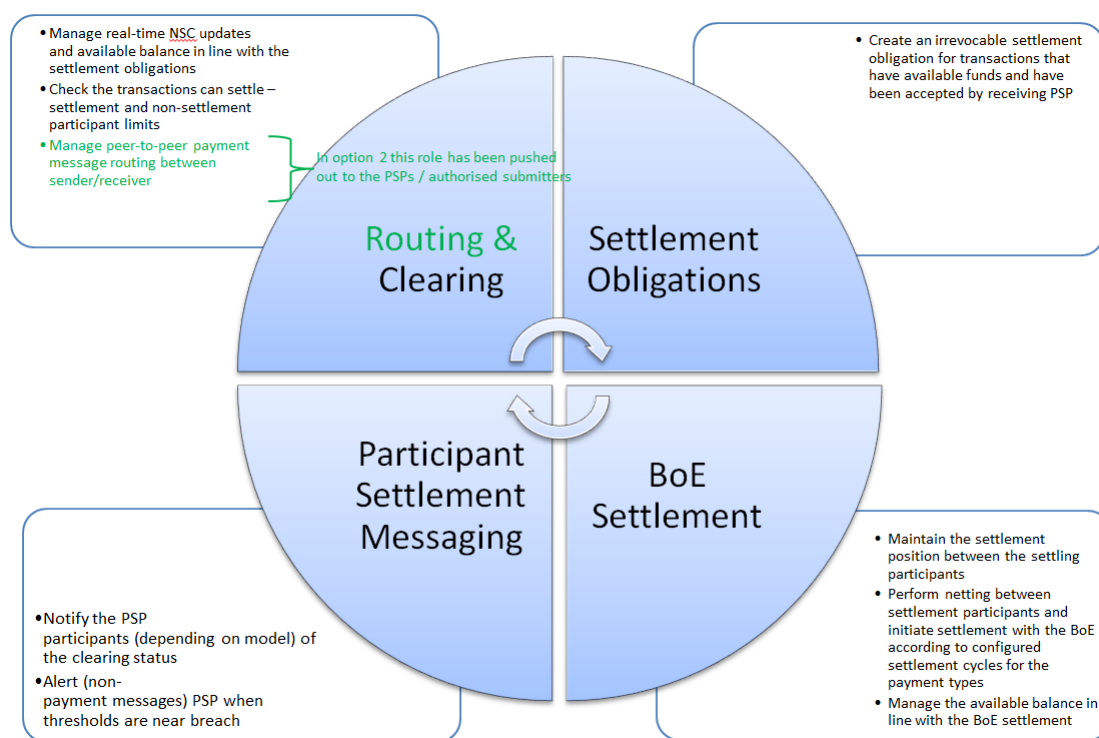 •Manage real-time NSC updates
and available balance in line with the
settlement obligations
•Check the transactions can settle –
settlement and non-settlement
participant limits
•Manage peer-to-peer payment
message routing between
sender/receiver
In option 2 this role has been pushed
out to the PSPs / authorised submitters
Routing &
Clearing
• Create an irrevocable settlement
obligation for transactions that
have available funds and have
been accepted by receiving PSP
Settlement
Obligations
Participant
Settlement
Messaging
•Notify the PSP
participants (depending on model) of
the clearing status
•Alert (non-
payment messages) PSP when
thresholds are near breach
BoE
Settlement
• Maintain the settlement
position between the settling
participants
• Perform netting between
settlement participants and
initiate settlement with the BoE
according to configured
settlement cycles for the
payment types
• Manage the available balance in
line with the BoE settlement